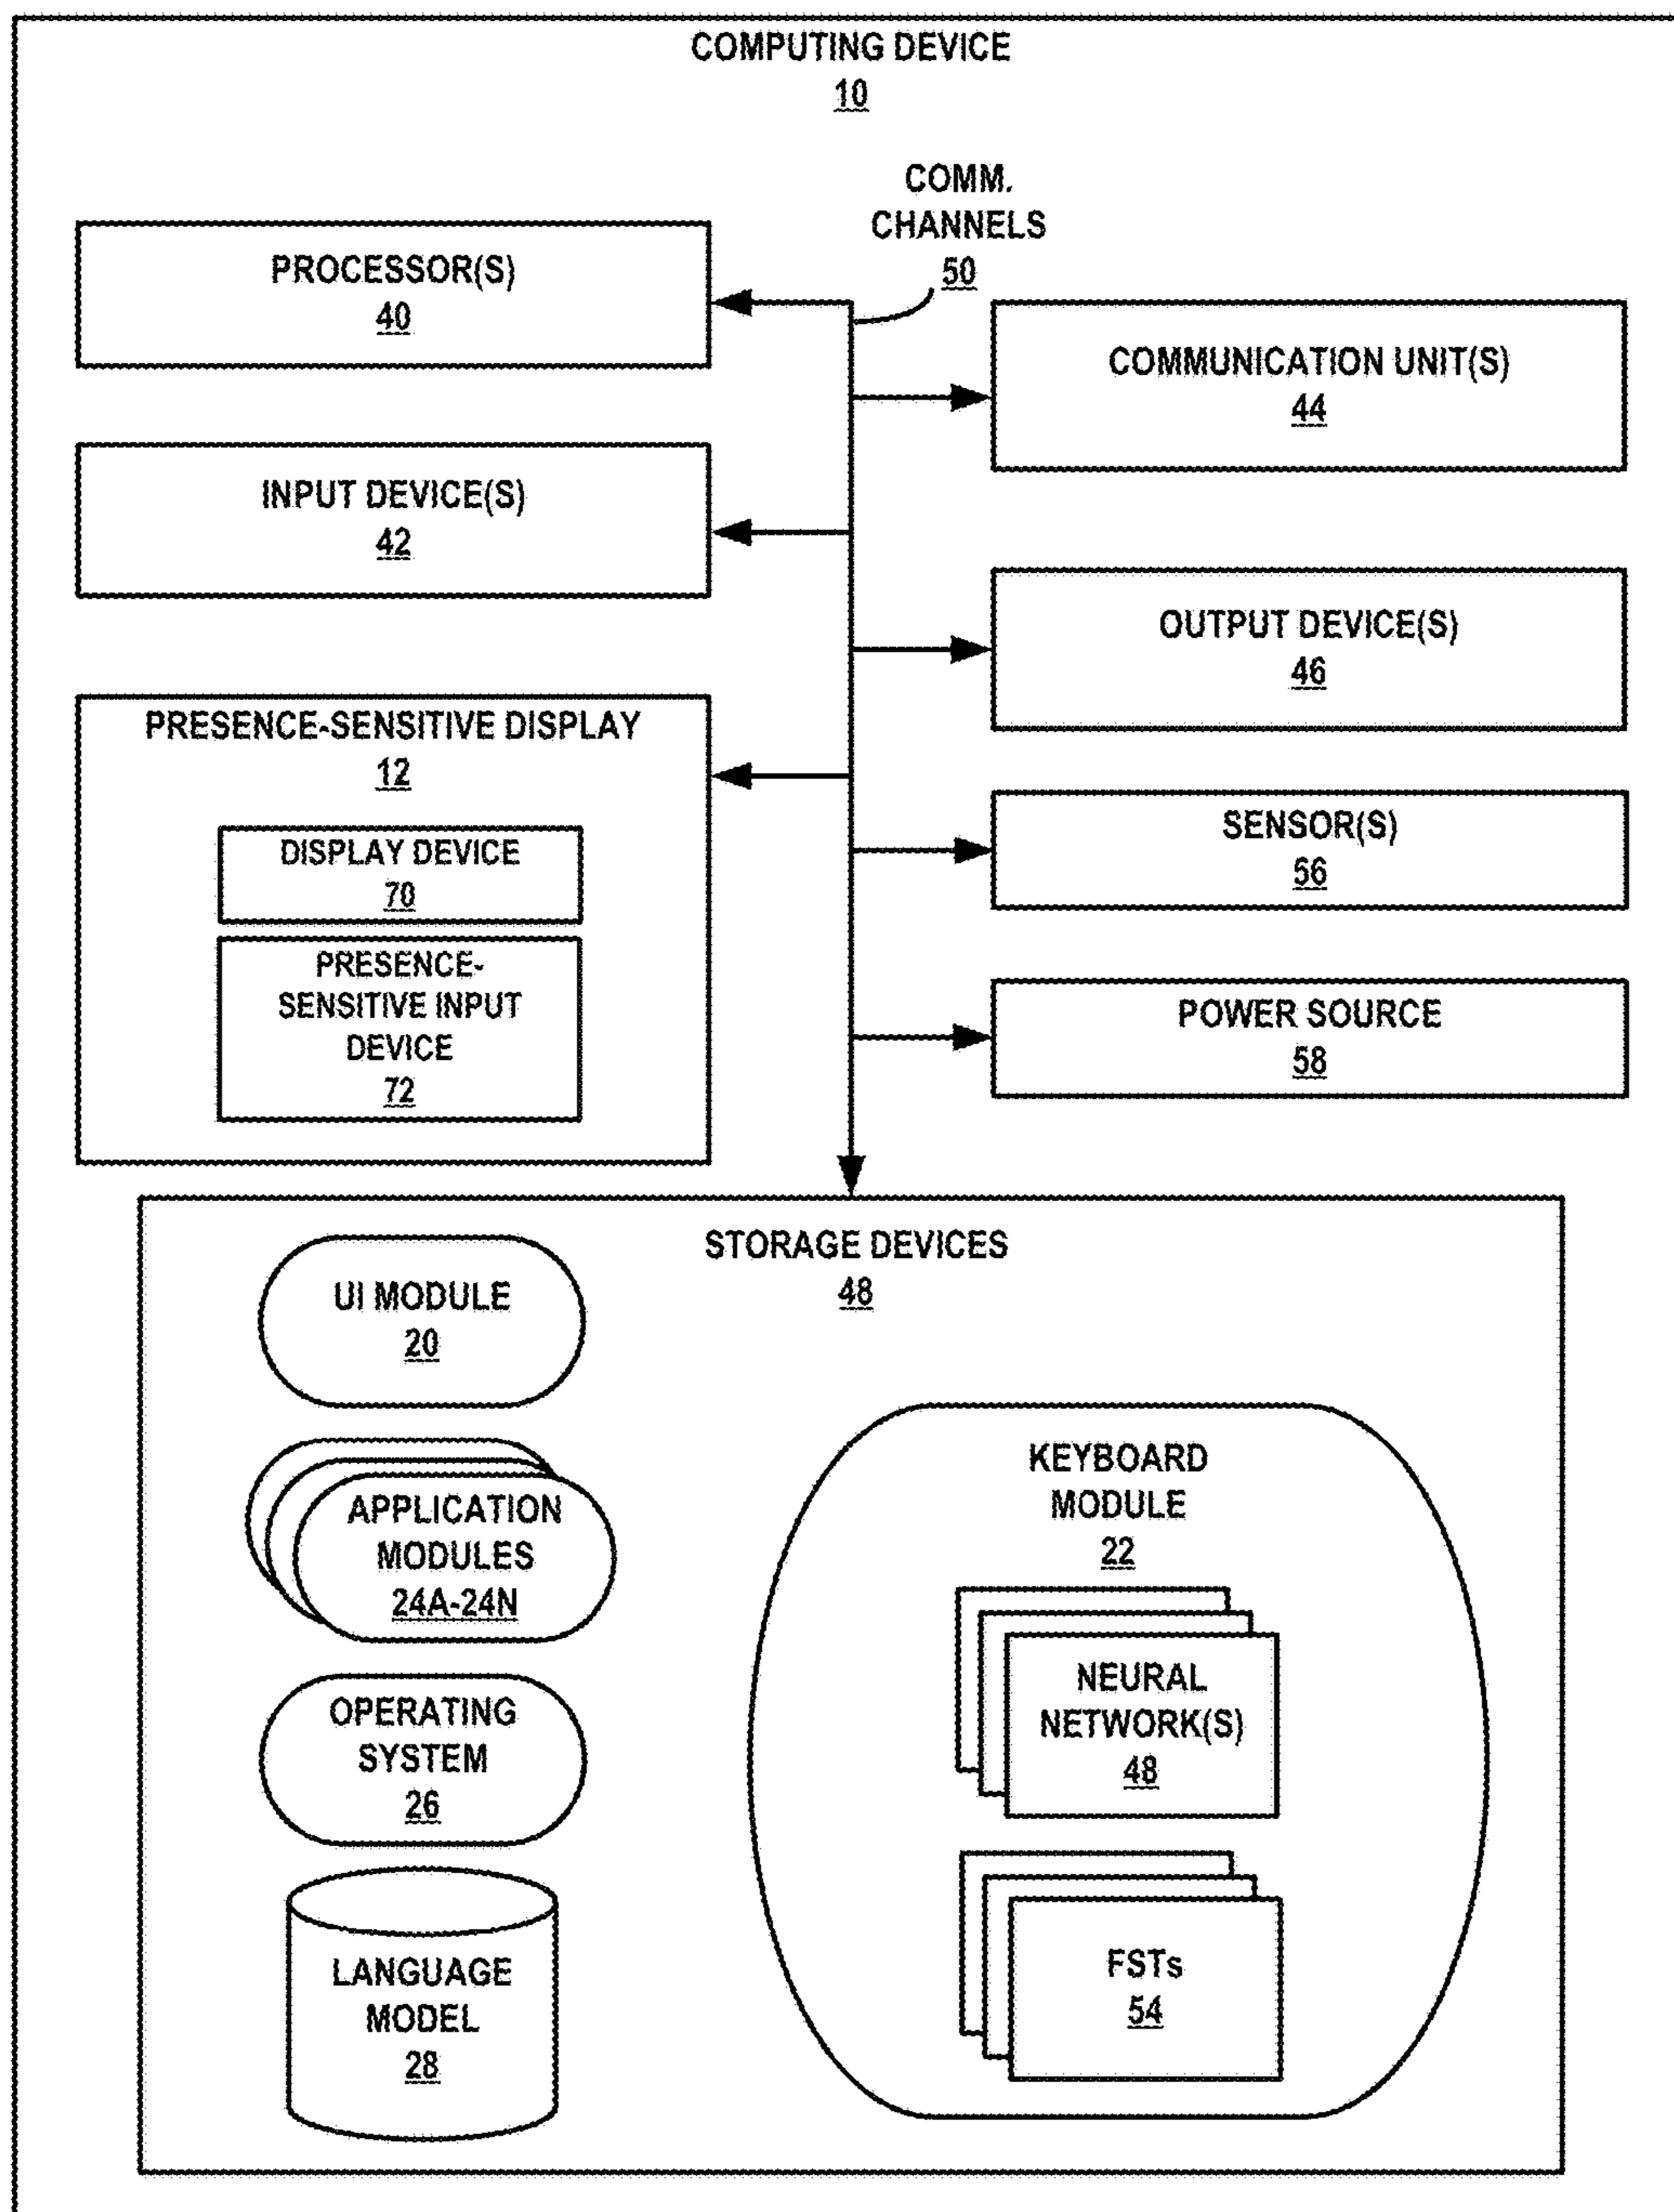 COMPUTING DEVICE
10
COMM.
CHANNELS
50
PROCESSOR(S)
40
COMMUNICATION UNIT(S)
44
INPUT DEVICE(S)
42
OUTPUT DEVICE(S)
46
PRESENCE-SENSITIVE DISPLAY
12
DISPLAY DEVICE
70
PRESENCE-
SENSITIVE INPUT
DEVICE
72
SENSOR(S)
56
POWER SOURCE
58
STORAGE DEVICES
48
UI MODULE
20
APPLICATION
MODULES
24A-24N
OPERATING
SYSTEM
26
LANGUAGE
MODEL
28
KEYBOARD
MODULE
22
NEURAL
NETWORK(S)
48
FSTs
54